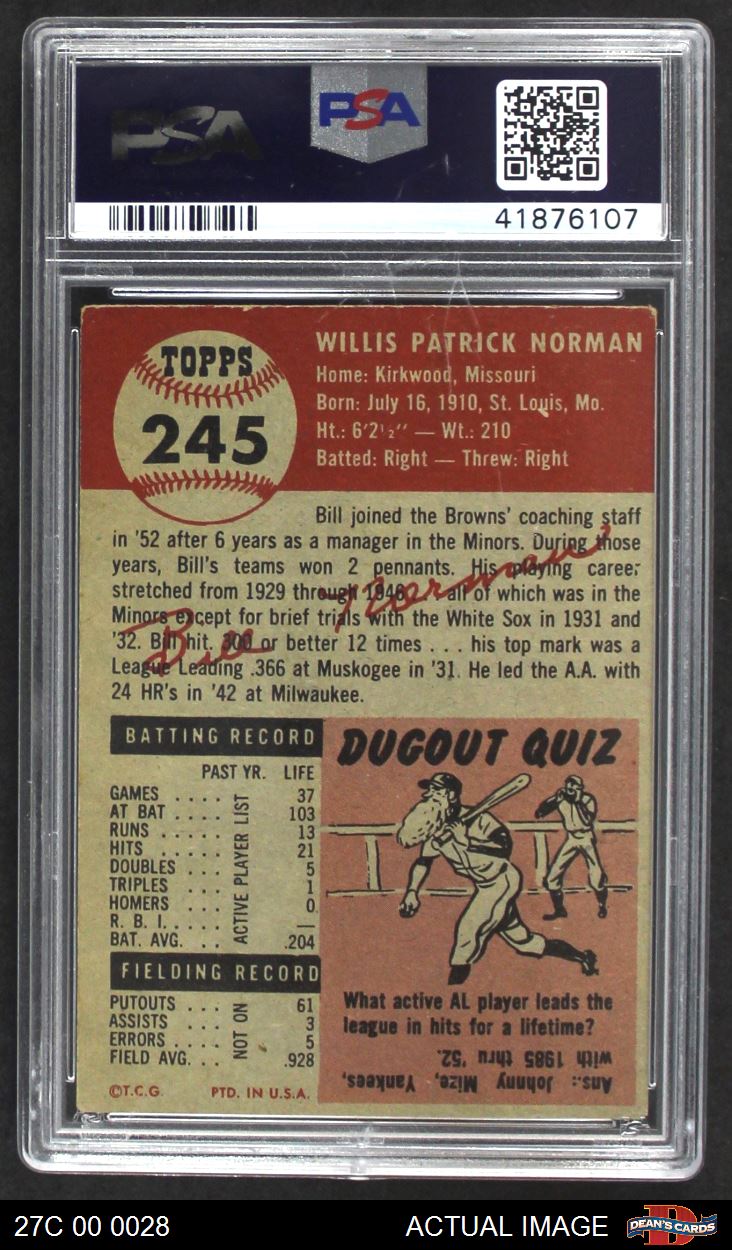 PSA
PSA
41876107
TOPPS
245
WILLIS PATRICK NORMAN
Home: Kirkwood, Missouri
Born: July 16, 1910, St. Louis, Mo.
Ht.: 6'2½" — Wt.: 210
Batted: Right — Threw: Right
Bill joined the Browns' coaching staff
in '52 after 6 years as a manager in the Minors. During those
years, Bill's teams won 2 pennants. His playing career
stretched from 1929 through 1946 — all of which was in the
Minors except for brief trials with the White Sox in 1931 and
'32. Bill hit .300 or better 12 times . . . his top mark was a
League Leading .366 at Muskogee in '31. He led the A.A. with
24 HR's in '42 at Milwaukee.
Bill Norman
BATTING RECORD
PAST YR. LIFE
GAMES . . . . 37
AT BAT . . . . 103
RUNS . . . . . 13
HITS . . . . . 21
DOUBLES . . . 5
TRIPLES . . . 1
HOMERS . . . 0
R. B. I. . . . . —
BAT. AVG. . . .204
NOT ON ACTIVE PLAYER LIST
FIELDING RECORD
PUTOUTS . . . 61
ASSISTS . . . 3
ERRORS . . . . 5
FIELD AVG. . . .928
©T.C.G. PTD. IN U.S.A.
DUGOUT QUIZ
What active AL player leads the
league in hits for a lifetime?
Ans.: Johnny Mize, Yankees,
with 1985 thru '52.
27C 00 0028
ACTUAL IMAGE
DEAN'S CARDS